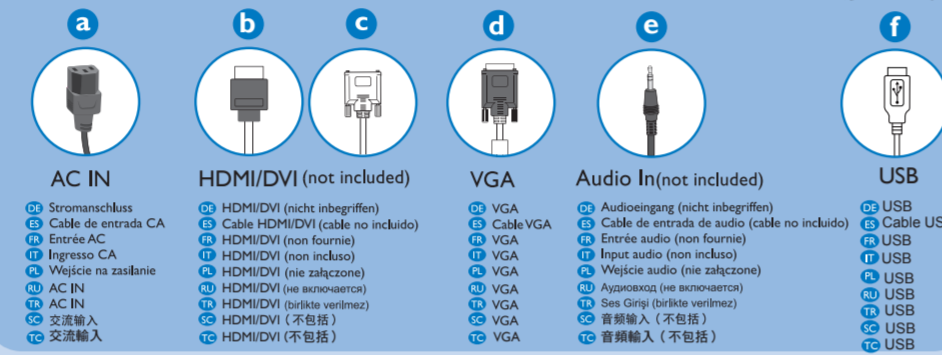 a
b
c
d
e
f
AC IN
DE Stromanschluss
ES Cable de entrada CA
FR Entrée AC
IT Ingresso CA
PL Wejście na zasilanie
RU AC IN
TR AC IN
SC 交流输入
TC 交流輸入
HDMI/DVI (not included)
DE HDMI/DVI (nicht inbegriffen)
ES Cable HDMI/DVI (cable no incluido)
FR HDMI/DVI (non fournie)
IT HDMI/DVI (non incluso)
PL HDMI/DVI (nie załączone)
RU HDMI/DVI (не включается)
TR HDMI/DVI (birlikte verilmez)
SC HDMI/DVI（不包括）
TC HDMI/DVI (不包括）
VGA
DE VGA
ES Cable VGA
FR VGA
IT VGA
PL VGA
RU VGA
TR VGA
SC VGA
TC VGA
Audio In(not included)
DE Audioeingang (nicht inbegriffen)
ES Cable de entrada de audio (cable no incluido)
FR Entrée audio (non fournie)
IT Input audio (non incluso)
PL Wejście audio (nie załączone)
RU Аудиовход (не включается)
TR Ses Girişi (birlikte verilmez)
SC 音频输入（不包括）
TC 音頻輸入（不包括）
USB
DE USB
ES Cable US
FR USB
IT USB
PL USB
RU USB
TR USB
SC USB
TC USB